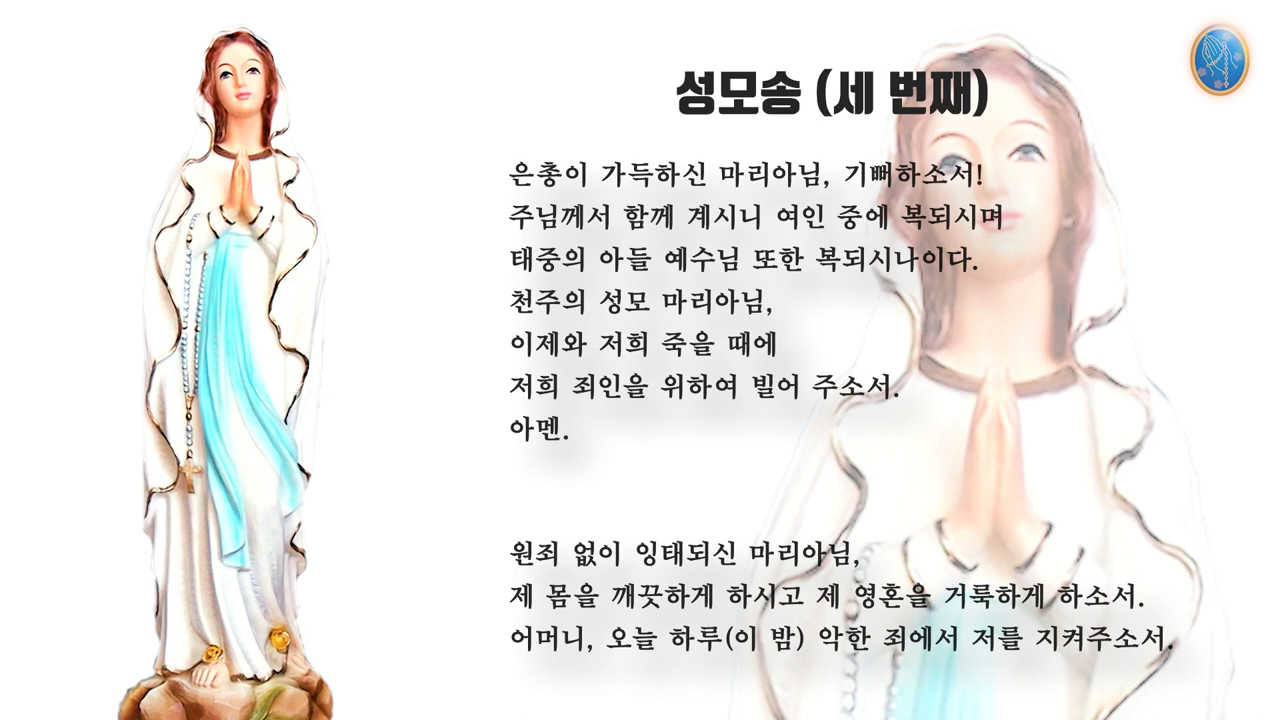 성모송 (세 번째)
은총이 가득하신 마리아님, 기뻐하소서!
주님께서 함께 계시니 여인 중에 복되시며
태중의 아들 예수님 또한 복되시나이다.
천주의 성모 마리아님,
이제와 저희 죽을 때에
저희 죄인을 위하여 빌어 주소서.
아멘.
원죄 없이 잉태되신 마리아님,
제 몸을 깨끗하게 하시고 제 영혼을 거룩하게 하소서.
어머니, 오늘 하루(이 밤) 악한 죄에서 저를 지켜주소서.